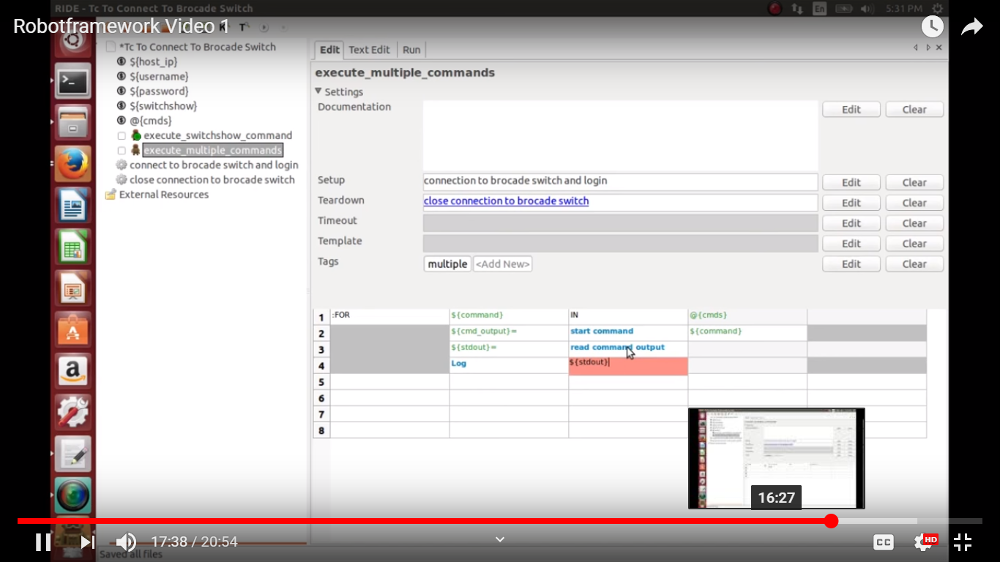 RIDE - Tc To Connect To Brocade Switch
En
5:31 PM
Robotframework Video 1
*Tc To Connect To Brocade Switch
${host_ip}
${username}
${password}
${switchshow}
@{cmds}
execute_switchshow_command
execute_multiple_commands
connect to brocade switch and login
close connection to brocade switch
External Resources
Edit Text Edit Run
execute_multiple_commands
Settings
Documentation Edit Clear
Setup connection to brocade switch and login Edit Clear
Teardown close connection to brocade switch Edit Clear
Timeout Edit Clear
Template Edit Clear
Tags multiple <Add New> Edit Clear
1 :FOR ${command} IN @{cmds}
2 ${cmd_output}= start command ${command}
3 ${stdout}= read command output
4 Log ${stdout}
5
6
7
8
16:27
17:38 / 20:54
CC
HD
Saved all files